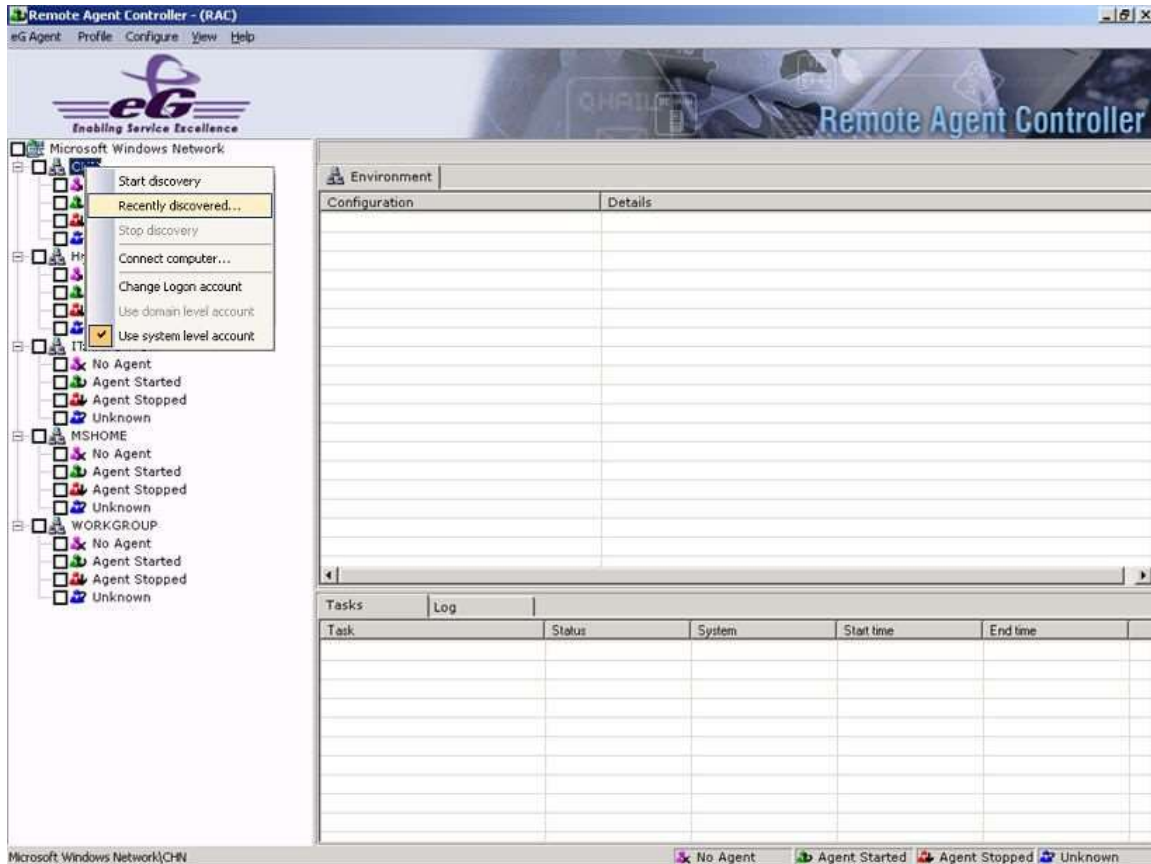 Remote Agent Controller - (RAC)
eG Agent Profile Configure View Help
eG
Enabling Service Excellence
Remote Agent Controller
Microsoft Windows Network
Start discovery
Recently discovered...
Stop discovery
Connect computer...
Change Logon account
Use domain level account
Use system level account
No Agent
Agent Started
Agent Stopped
Unknown
MSHOME
No Agent
Agent Started
Agent Stopped
Unknown
WORKGROUP
No Agent
Agent Started
Agent Stopped
Unknown
Environment
Configuration Details
Tasks Log
Task Status System Start time End time
Microsoft Windows Network\CHN
No Agent Agent Started Agent Stopped Unknown